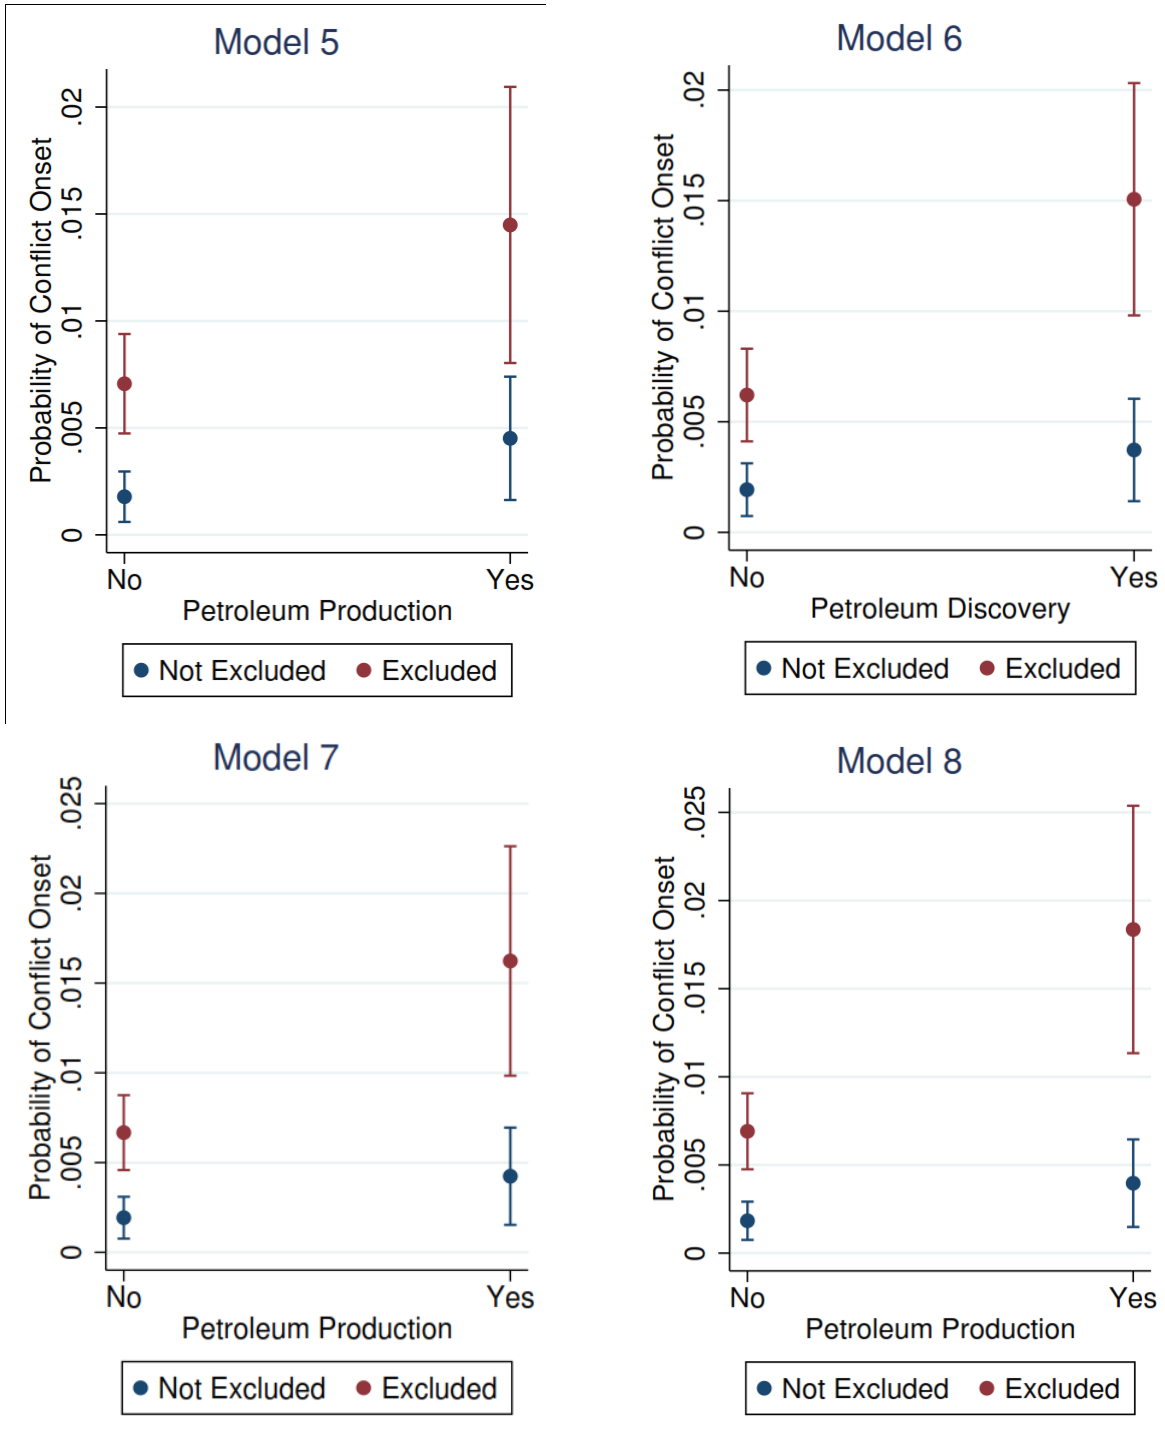 Model 5
Probability of Conflict Onset
.02
.015
.01
.005
0
No Yes
Petroleum Production
Not Excluded Excluded
Model 6
Probability of Conflict Onset
.02
.015
.01
.005
0
No Yes
Petroleum Discovery
Not Excluded Excluded
Model 7
Probability of Conflict Onset
.025
.02
.015
.01
.005
0
No Yes
Petroleum Production
Not Excluded Excluded
Model 8
Probability of Conflict Onset
.025
.02
.015
.01
.005
0
No Yes
Petroleum Production
Not Excluded Excluded